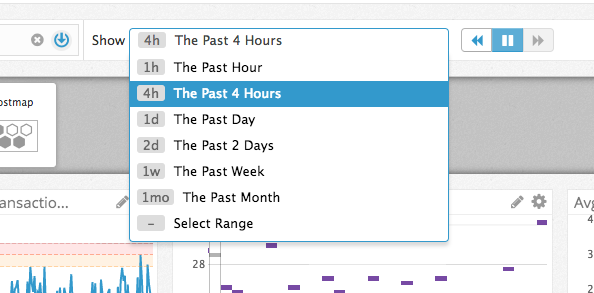 Show 4h The Past 4 Hours
1h The Past Hour
4h The Past 4 Hours
1d The Past Day
2d The Past 2 Days
1w The Past Week
1mo The Past Month
– Select Range
ostmap
ansactio... Avg
4
3
28
3
2
2